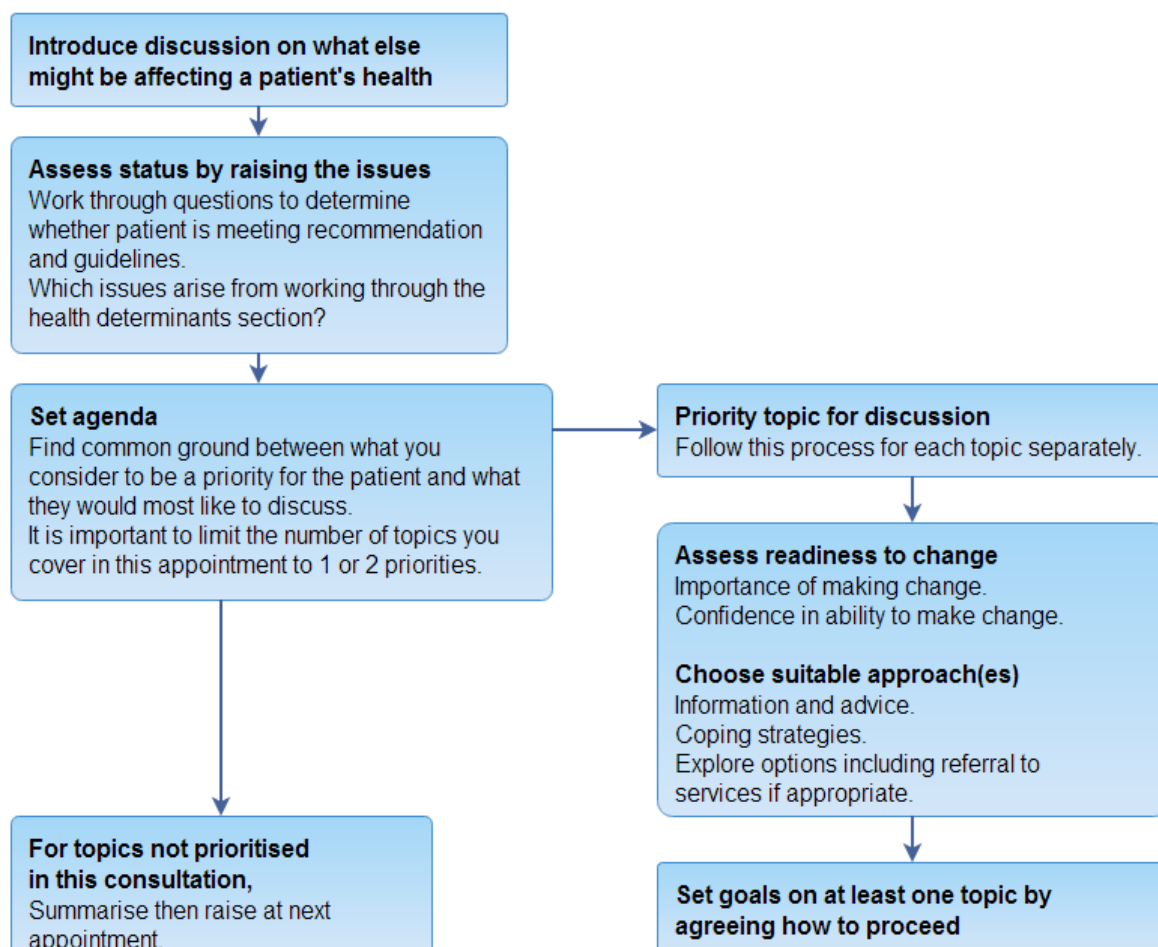 Introduce discussion on what else
might be affecting a patient's health
Assess status by raising the issues
Work through questions to determine
whether patient is meeting recommendation
and guidelines.
Which issues arise from working through the
health determinants section?
Set agenda
Find common ground between what you
consider to be a priority for the patient and what
they would most like to discuss.
It is important to limit the number of topics you
cover in this appointment to 1 or 2 priorities.
Priority topic for discussion
Follow this process for each topic separately.
Assess readiness to change
Importance of making change.
Confidence in ability to make change.
Choose suitable approach(es)
Information and advice.
Coping strategies.
Explore options including referral to
services if appropriate.
For topics not prioritised
in this consultation,
Summarise then raise at next
appointment.
Set goals on at least one topic by
agreeing how to proceed